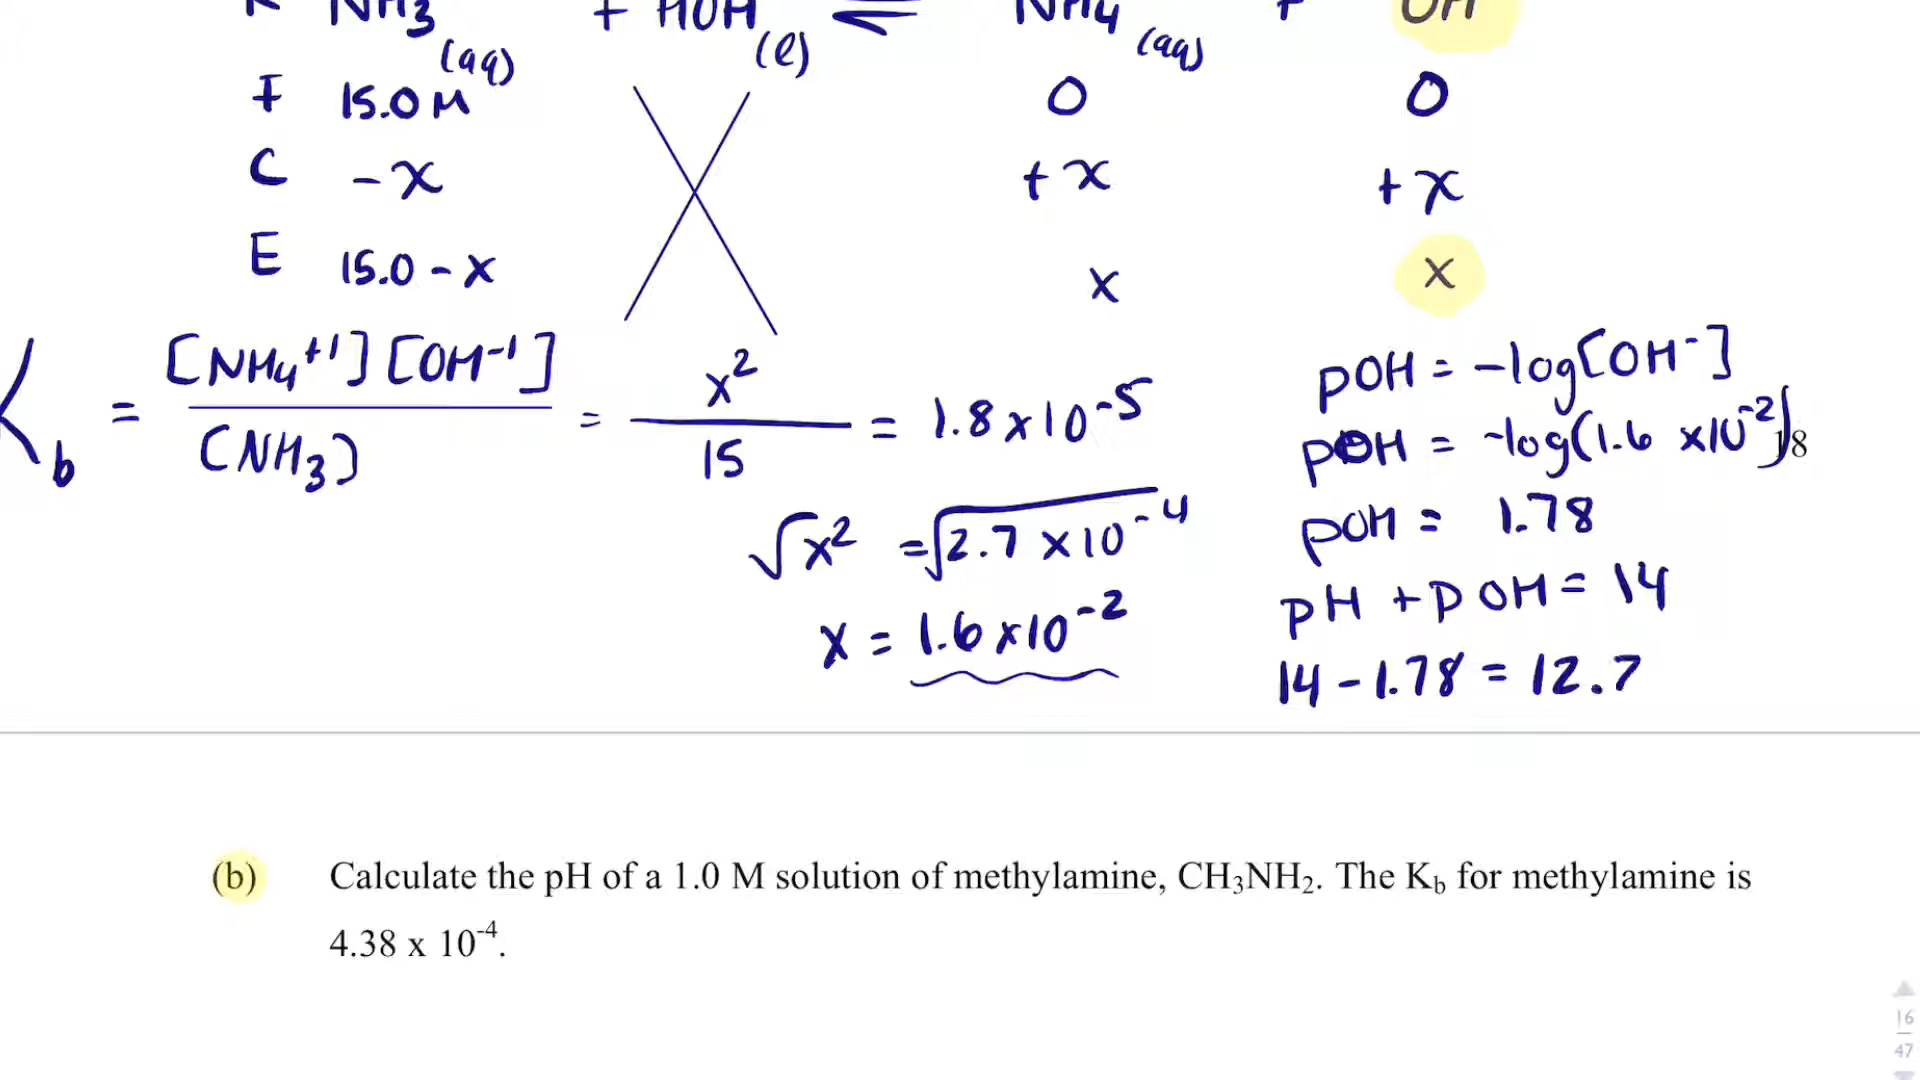 R NH3 (aq) + HOH (l) ⇌ NH4 (aq) + OH
I 15.0 M 0 0
C -x +x +x
E 15.0 - x x x
Kb = [NH4+1][OH-1] / (NH3) = x² / 15 = 1.8 x 10-5
√x² = √2.7 x 10-4
x = 1.6 x 10-2
pOH = -log[OH-]
pOH = -log(1.6 x 10-2)
18
pOH = 1.78
pH + pOH = 14
14 - 1.78 = 12.7
(b) Calculate the pH of a 1.0 M solution of methylamine, CH3NH2. The Kb for methylamine is
4.38 x 10-4.
16
47